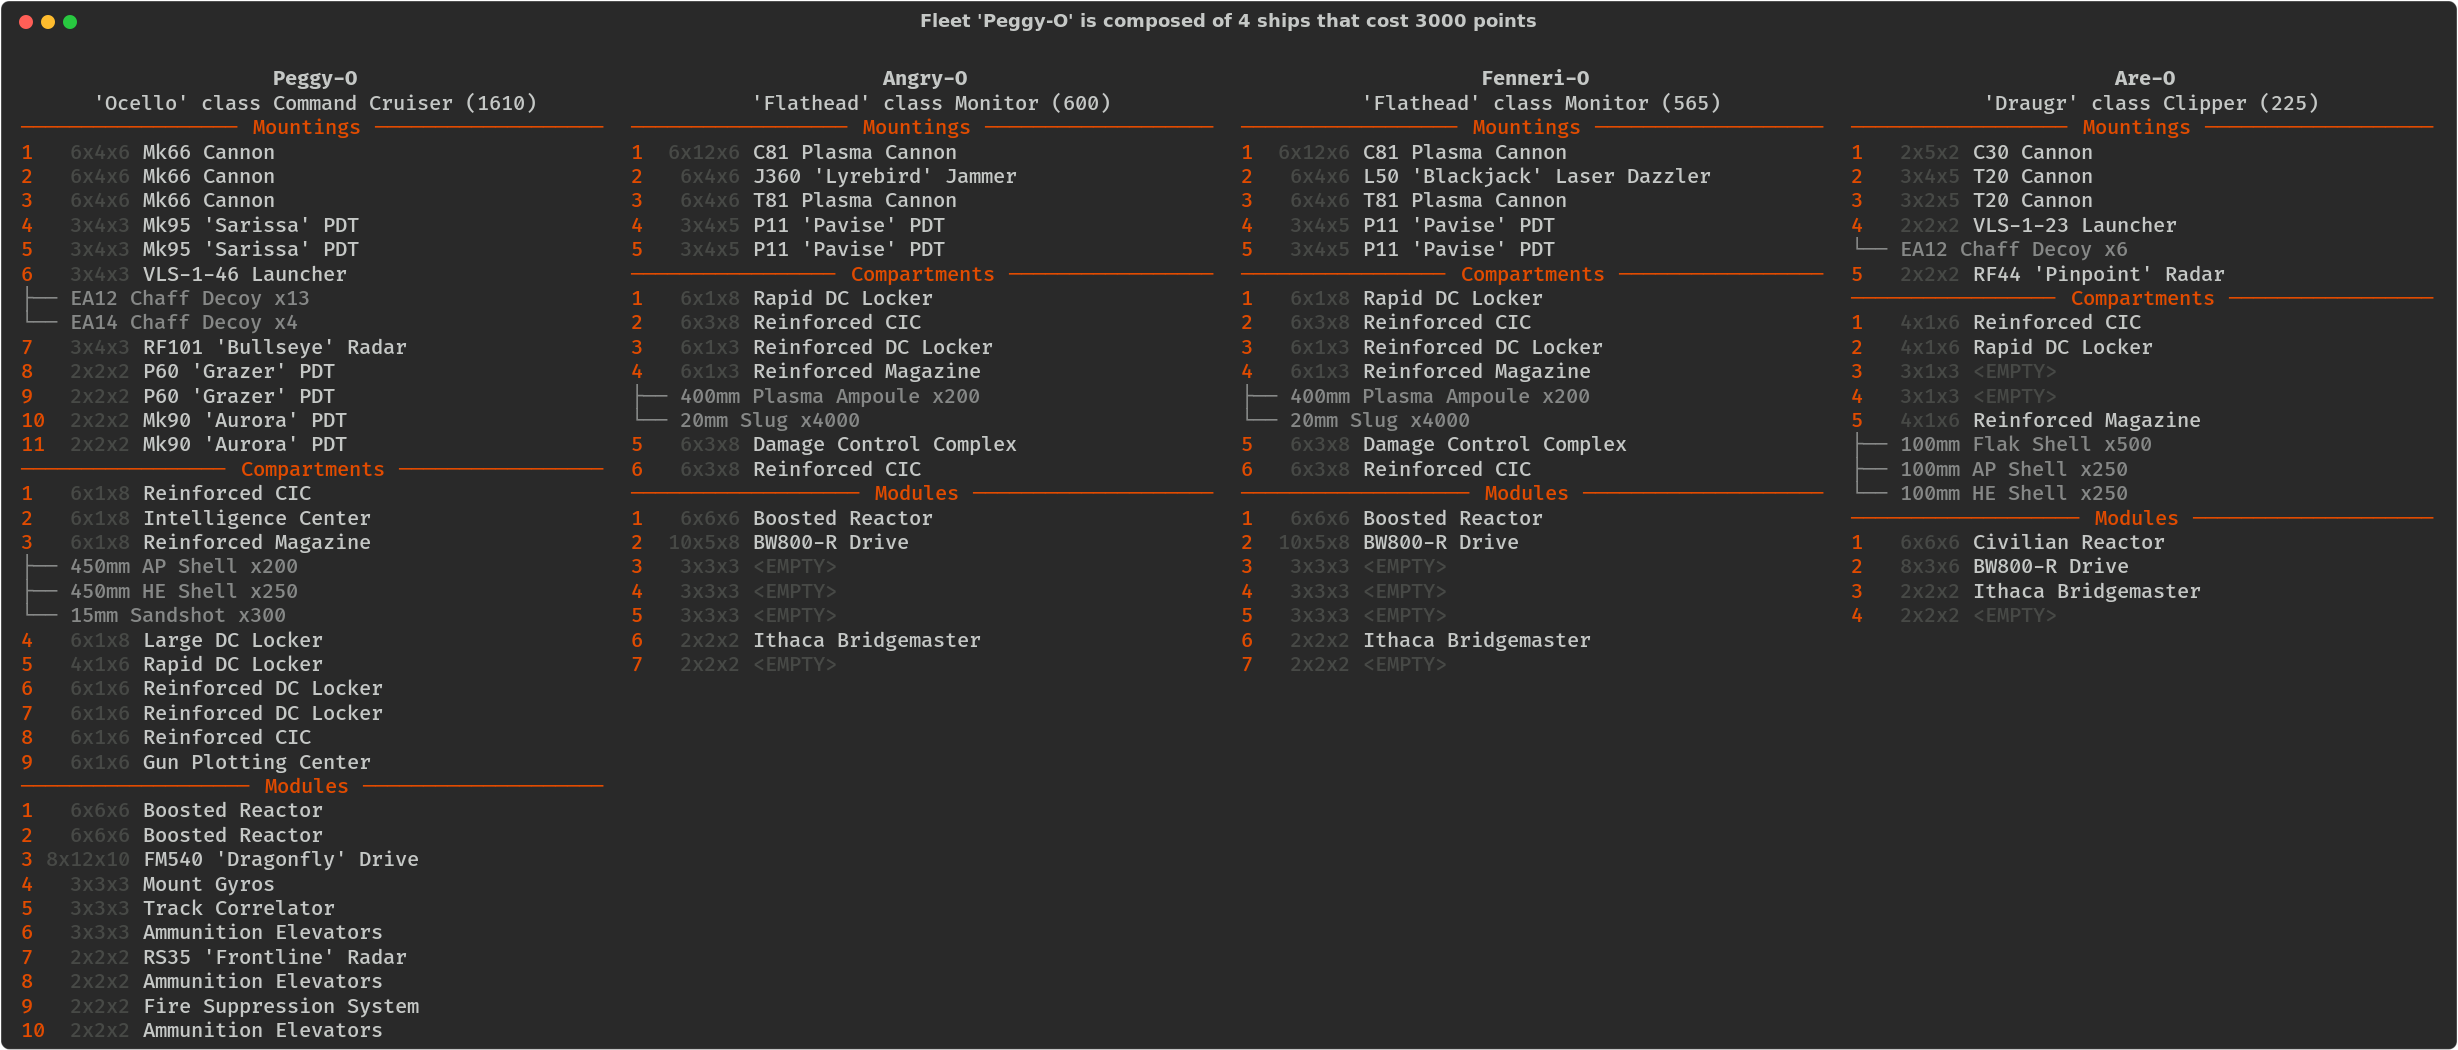 Fleet 'Peggy-O' is composed of 4 ships that cost 3000 points
Peggy-O
'Ocello' class Command Cruiser (1610)
Mountings
1 6x4x6 Mk66 Cannon
2 6x4x6 Mk66 Cannon
3 6x4x6 Mk66 Cannon
4 3x4x3 Mk95 'Sarissa' PDT
5 3x4x3 Mk95 'Sarissa' PDT
6 3x4x3 VLS-1-46 Launcher
EA12 Chaff Decoy x13
EA14 Chaff Decoy x4
7 3x4x3 RF101 'Bullseye' Radar
8 2x2x2 P60 'Grazer' PDT
9 2x2x2 P60 'Grazer' PDT
10 2x2x2 Mk90 'Aurora' PDT
11 2x2x2 Mk90 'Aurora' PDT
Compartments
1 6x1x8 Reinforced CIC
2 6x1x8 Intelligence Center
3 6x1x8 Reinforced Magazine
450mm AP Shell x200
450mm HE Shell x250
15mm Sandshot x300
4 6x1x8 Large DC Locker
5 4x1x6 Rapid DC Locker
6 6x1x6 Reinforced DC Locker
7 6x1x6 Reinforced DC Locker
8 6x1x6 Reinforced CIC
9 6x1x6 Gun Plotting Center
Modules
1 6x6x6 Boosted Reactor
2 6x6x6 Boosted Reactor
3 8x12x10 FM540 'Dragonfly' Drive
4 3x3x3 Mount Gyros
5 3x3x3 Track Correlator
6 3x3x3 Ammunition Elevators
7 2x2x2 RS35 'Frontline' Radar
8 2x2x2 Ammunition Elevators
9 2x2x2 Fire Suppression System
10 2x2x2 Ammunition Elevators
Angry-O
'Flathead' class Monitor (600)
Mountings
1 6x12x6 C81 Plasma Cannon
2 6x4x6 J360 'Lyrebird' Jammer
3 6x4x6 T81 Plasma Cannon
4 3x4x5 P11 'Pavise' PDT
5 3x4x5 P11 'Pavise' PDT
Compartments
1 6x1x8 Rapid DC Locker
2 6x3x8 Reinforced CIC
3 6x1x3 Reinforced DC Locker
4 6x1x3 Reinforced Magazine
400mm Plasma Ampoule x200
20mm Slug x4000
5 6x3x8 Damage Control Complex
6 6x3x8 Reinforced CIC
Modules
1 6x6x6 Boosted Reactor
2 10x5x8 BW800-R Drive
3 3x3x3 <EMPTY>
4 3x3x3 <EMPTY>
5 3x3x3 <EMPTY>
6 2x2x2 Ithaca Bridgemaster
7 2x2x2 <EMPTY>
Fenneri-O
'Flathead' class Monitor (565)
Mountings
1 6x12x6 C81 Plasma Cannon
2 6x4x6 L50 'Blackjack' Laser Dazzler
3 6x4x6 T81 Plasma Cannon
4 3x4x5 P11 'Pavise' PDT
5 3x4x5 P11 'Pavise' PDT
Compartments
1 6x1x8 Rapid DC Locker
2 6x3x8 Reinforced CIC
3 6x1x3 Reinforced DC Locker
4 6x1x3 Reinforced Magazine
400mm Plasma Ampoule x200
20mm Slug x4000
5 6x3x8 Damage Control Complex
6 6x3x8 Reinforced CIC
Modules
1 6x6x6 Boosted Reactor
2 10x5x8 BW800-R Drive
3 3x3x3 <EMPTY>
4 3x3x3 <EMPTY>
5 3x3x3 <EMPTY>
6 2x2x2 Ithaca Bridgemaster
7 2x2x2 <EMPTY>
Are-O
'Draugr' class Clipper (225)
Mountings
1 2x5x2 C30 Cannon
2 3x4x5 T20 Cannon
3 3x2x5 T20 Cannon
4 2x2x2 VLS-1-23 Launcher
EA12 Chaff Decoy x6
5 2x2x2 RF44 'Pinpoint' Radar
Compartments
1 4x1x6 Reinforced CIC
2 4x1x6 Rapid DC Locker
3 3x1x3 <EMPTY>
4 3x1x3 <EMPTY>
5 4x1x6 Reinforced Magazine
100mm Flak Shell x500
100mm AP Shell x250
100mm HE Shell x250
Modules
1 6x6x6 Civilian Reactor
2 8x3x6 BW800-R Drive
3 2x2x2 Ithaca Bridgemaster
4 2x2x2 <EMPTY>